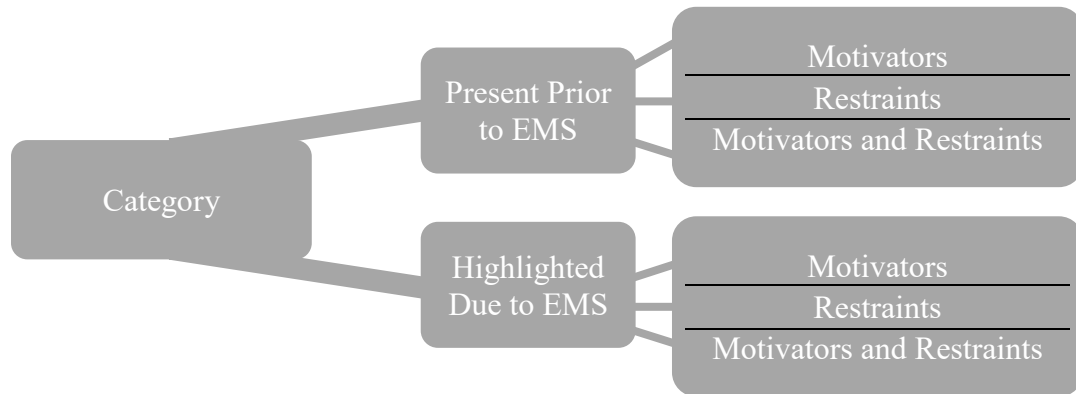 Category
Present Prior
to EMS
Motivators
Restraints
Motivators and Restraints
Highlighted
Due to EMS
Motivators
Restraints
Motivators and Restraints